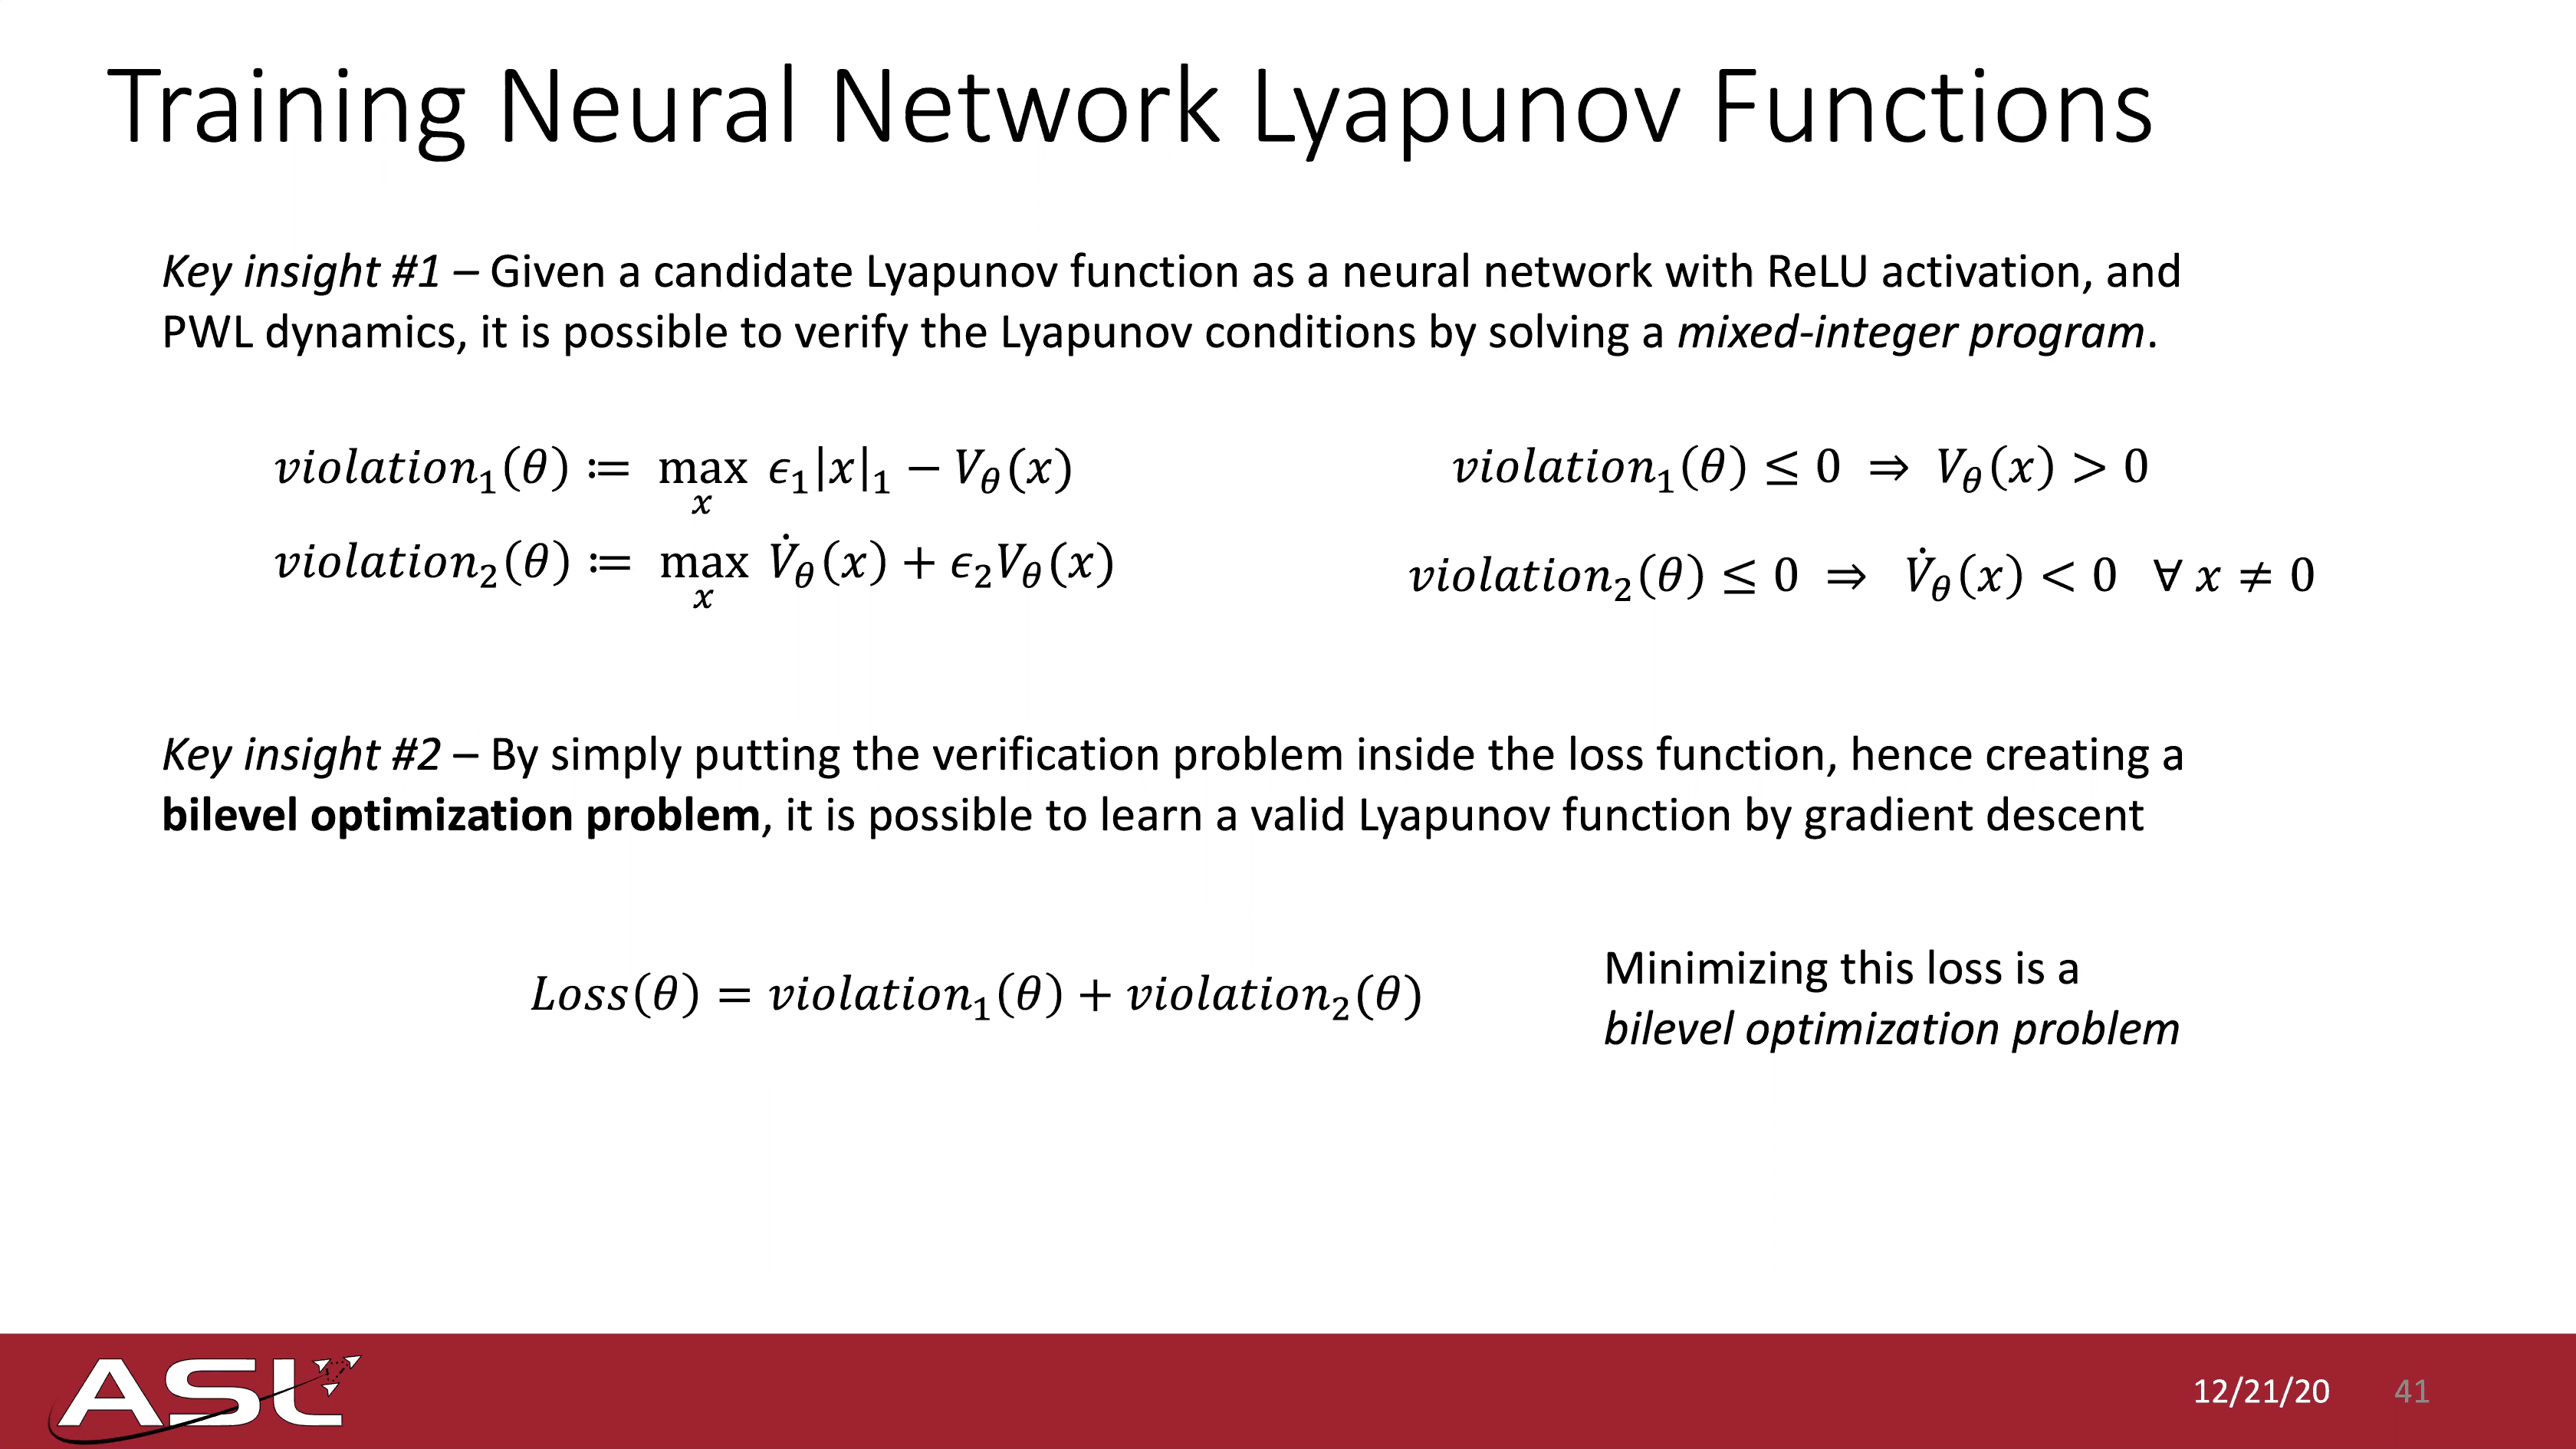 Training Neural Network Lyapunov Functions
Key insight #1 – Given a candidate Lyapunov function as a neural network with ReLU activation, and
PWL dynamics, it is possible to verify the Lyapunov conditions by solving a mixed-integer program.
violation₁(θ) ≔ max ϵ₁|x|₁ − V_θ(x)
x
violation₁(θ) ≤ 0 ⇒ V_θ(x) > 0
violation₂(θ) ≔ max V̇_θ(x) + ϵ₂V_θ(x)
x
violation₂(θ) ≤ 0 ⇒ V̇_θ(x) < 0 ∀ x ≠ 0
Key insight #2 – By simply putting the verification problem inside the loss function, hence creating a
bilevel optimization problem, it is possible to learn a valid Lyapunov function by gradient descent
Loss(θ) = violation₁(θ) + violation₂(θ)
Minimizing this loss is a
bilevel optimization problem
ASL
12/21/20
41